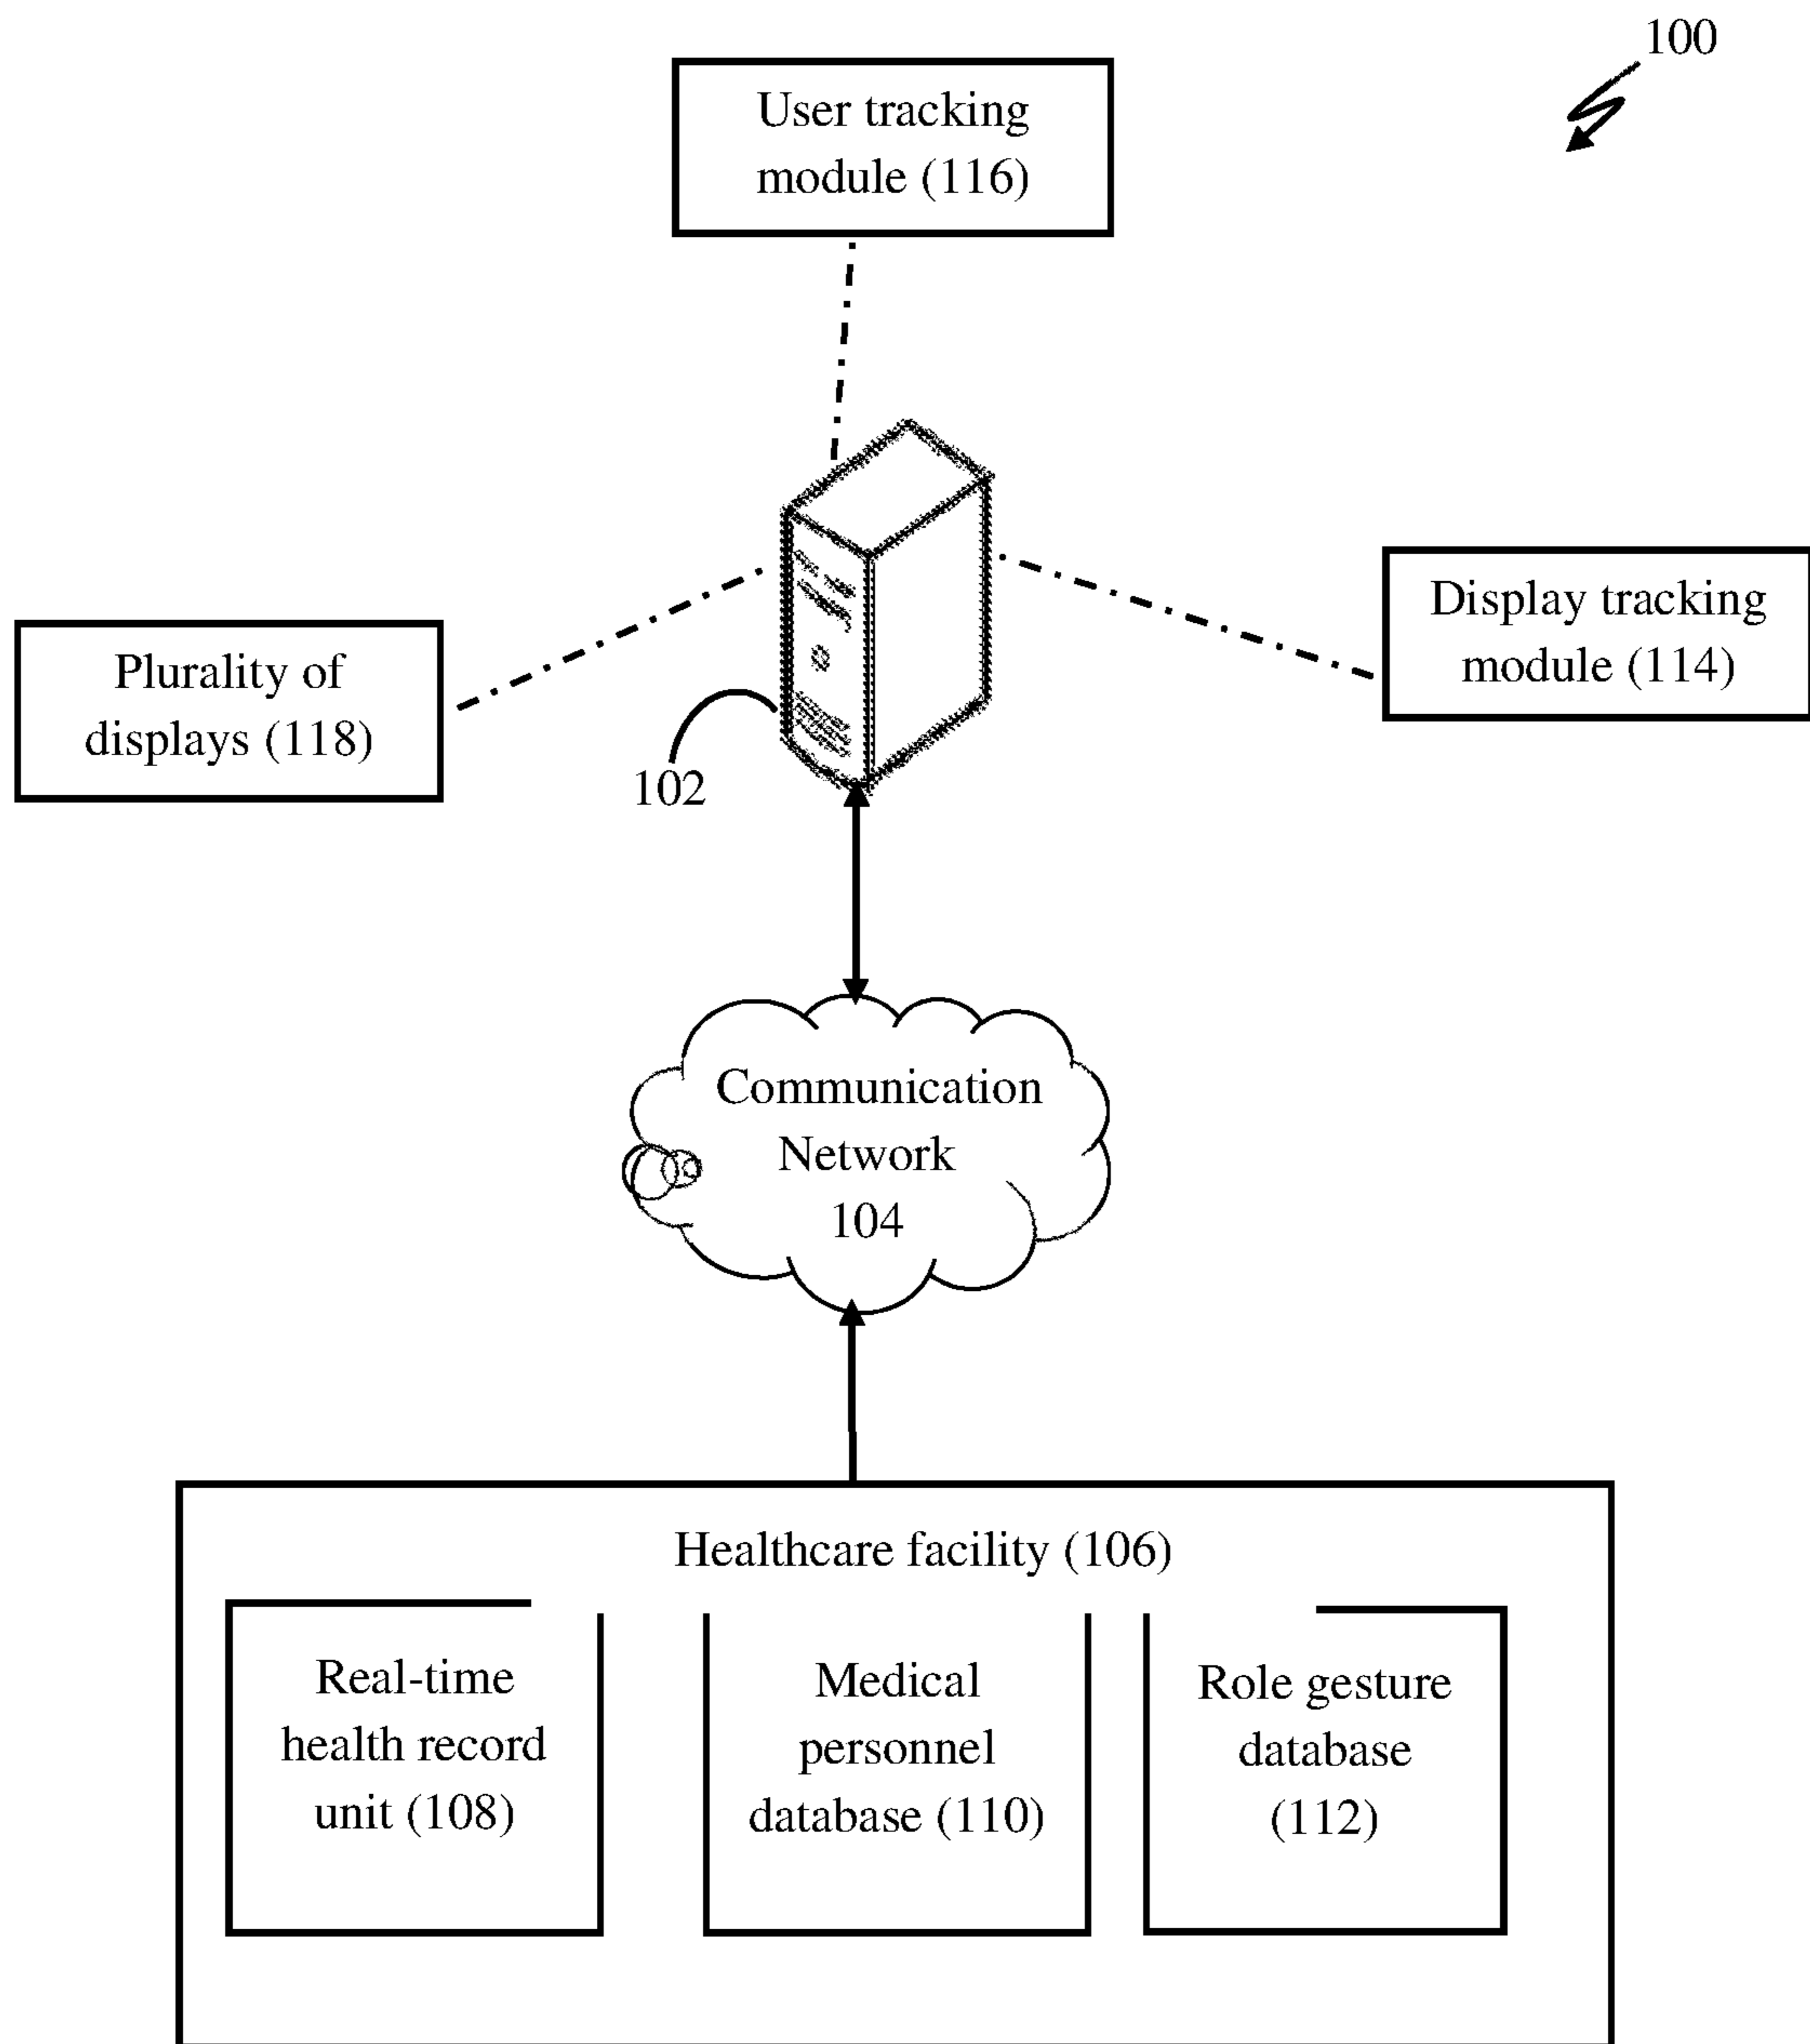 100
User tracking
module (116)
Display tracking
module (114)
Plurality of
displays (118)
102
Communication
Network
104
Healthcare facility (106)
Real-time
health record
unit (108)
Medical
personnel
database (110)
Role gesture
database
(112)